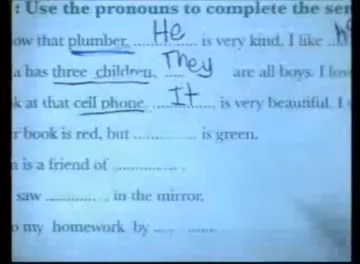 : Use the pronouns to complete the sen
ow that plumber. He is very kind. I like
a has three children. They are all boys. I lov
k at that cell phone. It is very beautiful. I
r book is red, but ............ is green.
n is a friend of ..............
saw .............. in the mirror.
o my homework by ..... .......